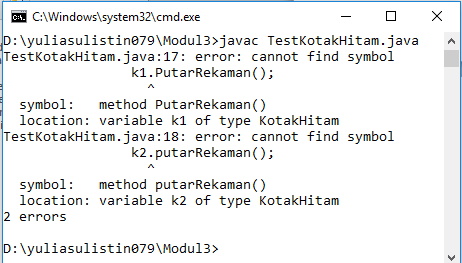 C:\Windows\system32\cmd.exe
D:\yuliasulistin079\Modul3>javac TestKotakHitam.java
TestKotakHitam.java:17: error: cannot find symbol
                k1.PutarRekaman();
                  ^
  symbol:   method PutarRekaman()
  location: variable k1 of type KotakHitam
TestKotakHitam.java:18: error: cannot find symbol
                k2.putarRekaman();
                  ^
  symbol:   method putarRekaman()
  location: variable k2 of type KotakHitam
2 errors
D:\yuliasulistin079\Modul3>